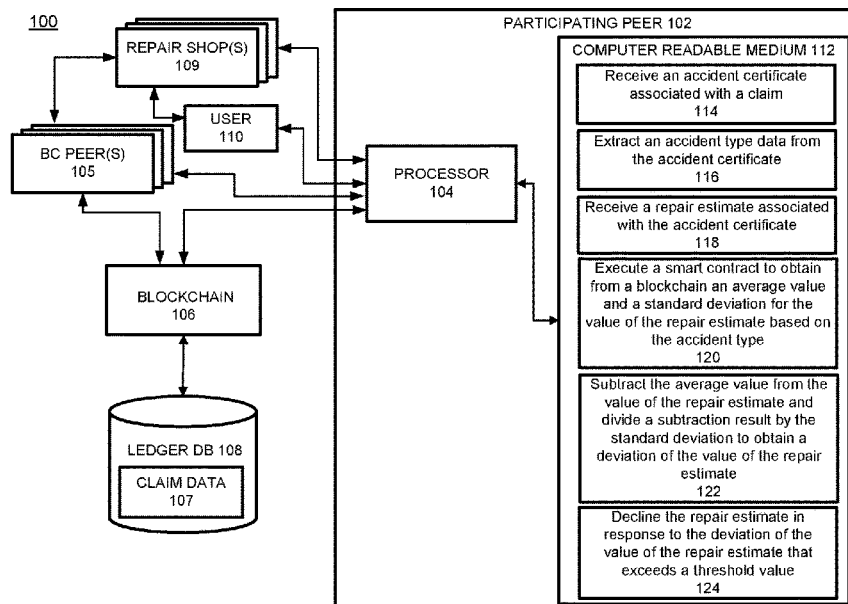 100
REPAIR SHOP(S)
109
USER
110
BC PEER(S)
105
BLOCKCHAIN
106
LEDGER DB 108
CLAIM DATA
107
PARTICIPATING PEER 102
PROCESSOR
104
COMPUTER READABLE MEDIUM 112
Receive an accident certificate
associated with a claim
114
Extract an accident type data from
the accident certificate
116
Receive a repair estimate associated
with the accident certificate
118
Execute a smart contract to obtain
from a blockchain an average value
and a standard deviation for the
value of the repair estimate based on
the accident type
120
Subtract the average value from the
value of the repair estimate and
divide a subtraction result by the
standard deviation to obtain a
deviation of the value of the repair
estimate
122
Decline the repair estimate in
response to the deviation of the
value of the repair estimate that
exceeds a threshold value
124